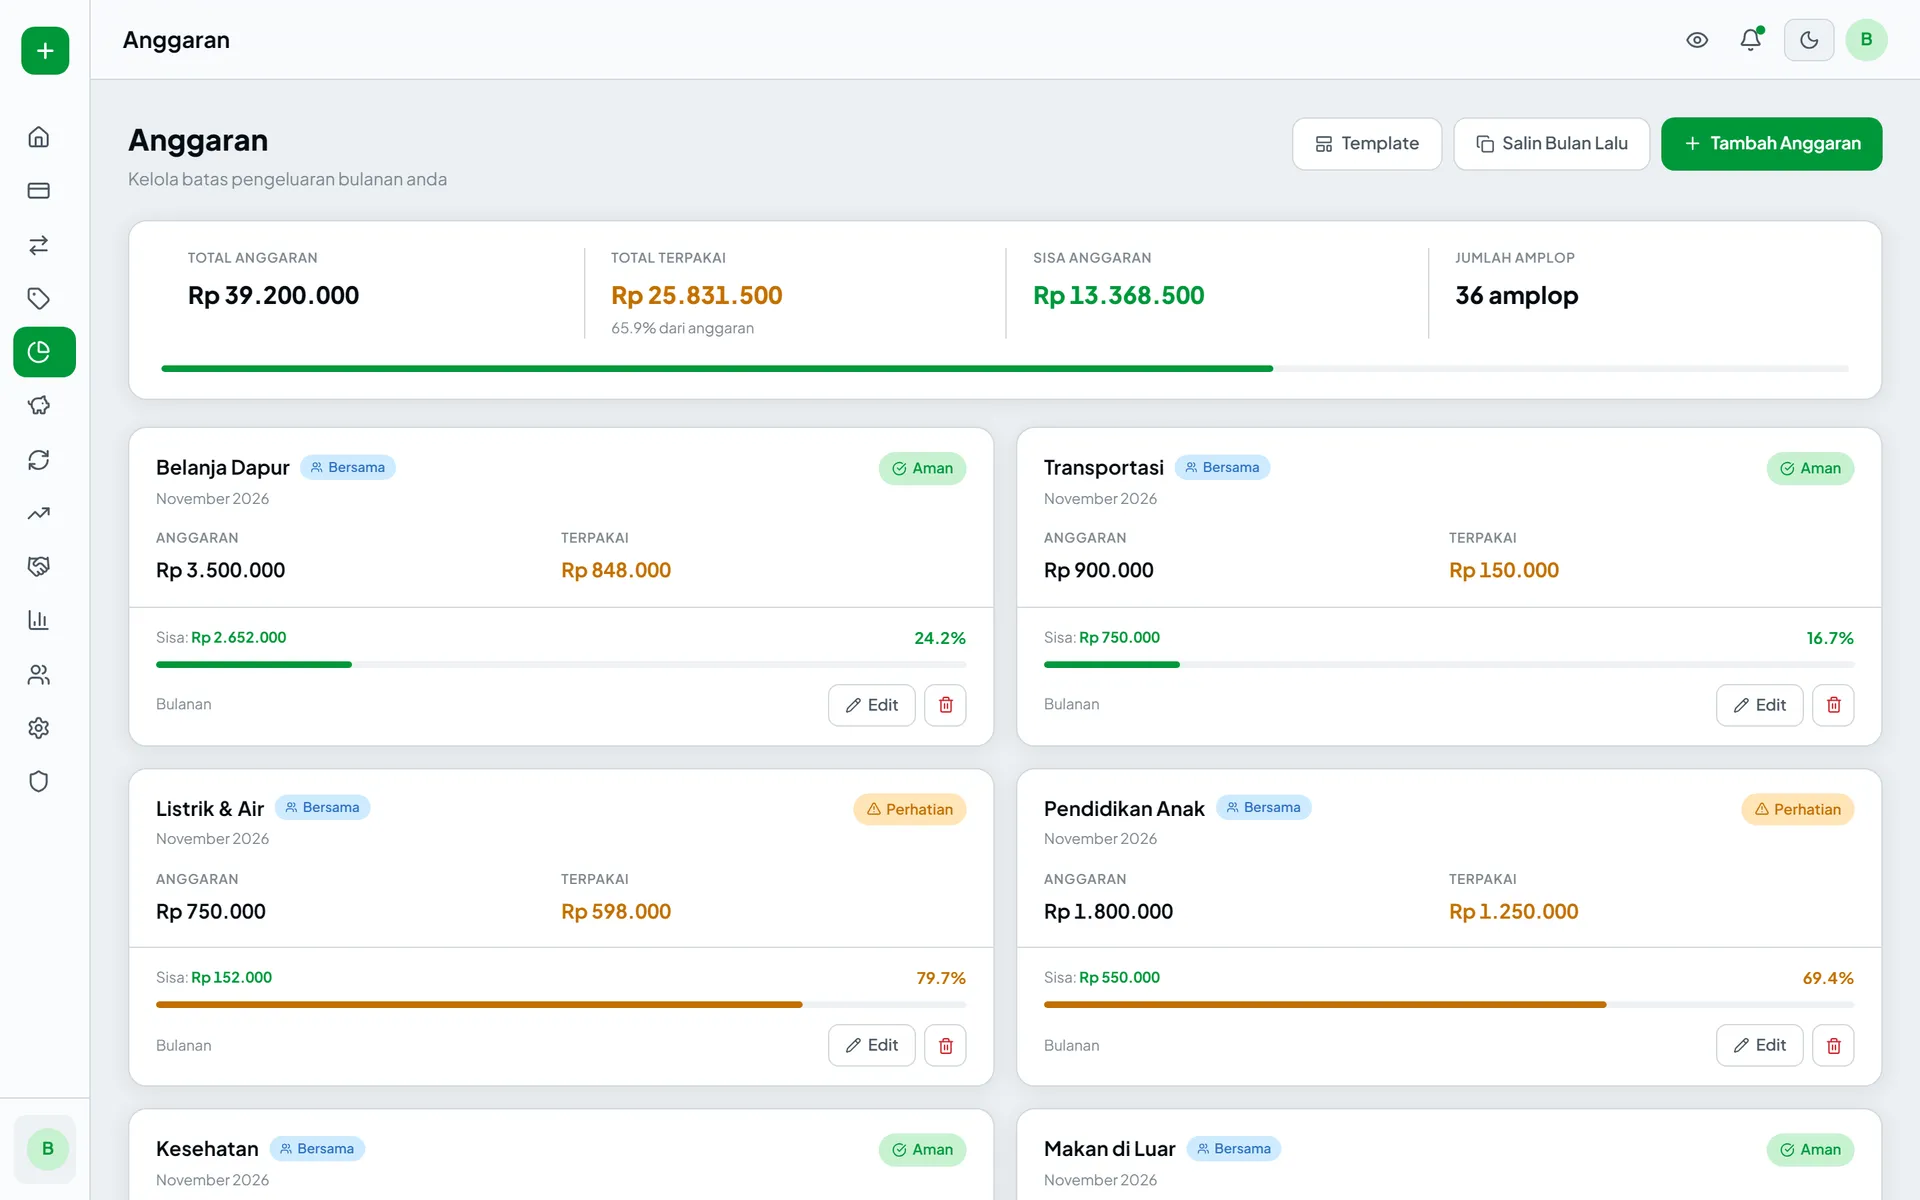 Anggaran
B
Anggaran
Kelola batas pengeluaran bulanan anda
Template
Salin Bulan Lalu
Tambah Anggaran
TOTAL ANGGARAN
Rp 39.200.000
TOTAL TERPAKAI
Rp 25.831.500
65.9% dari anggaran
SISA ANGGARAN
Rp 13.368.500
JUMLAH AMPLOP
36 amplop
Belanja Dapur
Bersama
Aman
November 2026
ANGGARAN
Rp 3.500.000
TERPAKAI
Rp 848.000
Sisa: Rp 2.652.000
24.2%
Bulanan
Edit
Transportasi
Bersama
Aman
November 2026
ANGGARAN
Rp 900.000
TERPAKAI
Rp 150.000
Sisa: Rp 750.000
16.7%
Bulanan
Edit
Listrik & Air
Bersama
Perhatian
November 2026
ANGGARAN
Rp 750.000
TERPAKAI
Rp 598.000
Sisa: Rp 152.000
79.7%
Bulanan
Edit
Pendidikan Anak
Bersama
Perhatian
November 2026
ANGGARAN
Rp 1.800.000
TERPAKAI
Rp 1.250.000
Sisa: Rp 550.000
69.4%
Bulanan
Edit
Kesehatan
Bersama
Aman
November 2026
Makan di Luar
Bersama
Aman
November 2026
B